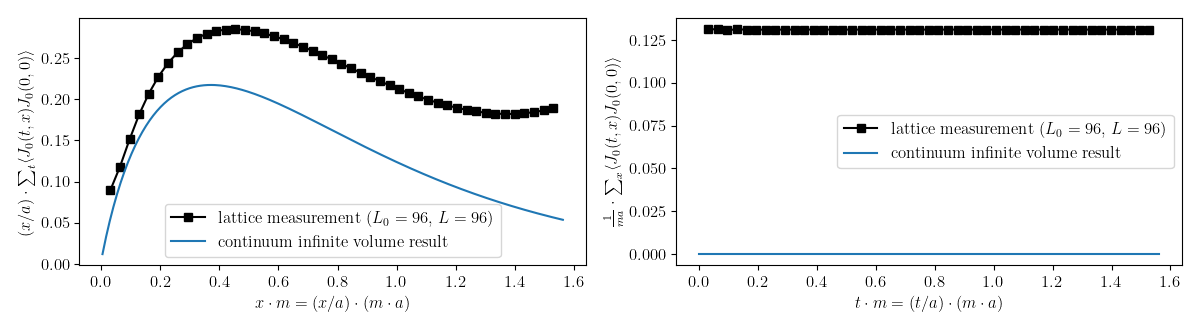 (x/a) · ∑_t⟨J_0(t, x)J_0(0, 0)⟩
0.25
0.20
0.15
0.10
0.05
0.00
lattice measurement (L_0 = 96, L = 96)
continuum infinite volume result
0.0 0.2 0.4 0.6 0.8 1.0 1.2 1.4 1.6
x · m = (x/a) · (m · a)
1/ma · ∑_x⟨J_0(t, x)J_0(0, 0)⟩
0.125
0.100
0.075
0.050
0.025
0.000
lattice measurement (L_0 = 96, L = 96)
continuum infinite volume result
0.0 0.2 0.4 0.6 0.8 1.0 1.2 1.4 1.6
t · m = (t/a) · (m · a)